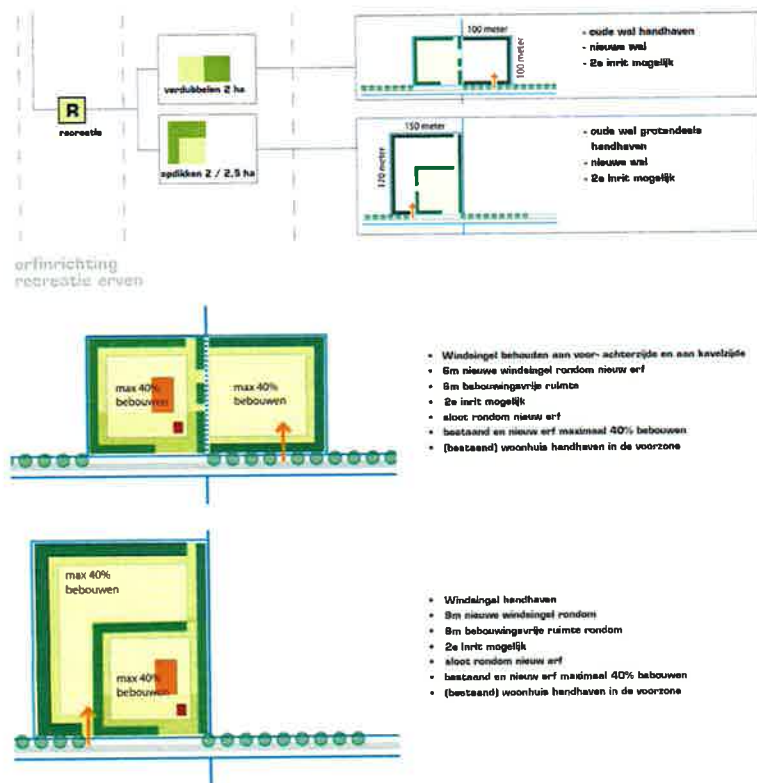 100 meter
100 meter
- oude wal handhaven
- nieuwe wal
- 2e inrit mogelijk
verdubbelen 2 ha
R
recreatie
150 meter
170 meter
- oude wal grotendeels
handhaven
- nieuwe wal
- 2e inrit mogelijk
opdikken 2 / 2,5 ha
erfinrichting
recreatie erven
max 40%
bebouwen
max 40%
bebouwen
• Windsingel behouden aan voor- achterzijde en aan kavelzijde
• 6m nieuwe windsingel rondom nieuw erf
• 6m bebouwingsvrije ruimte
• 2e inrit mogelijk
• sloot rondom nieuw erf
• bestaand en nieuw erf maximaal 40% bebouwen
• (bestaand) woonhuis handhaven in de voorzone
max 40%
bebouwen
max 40%
bebouwen
• Windsingel handhaven
• nieuwe windsingel rondom
• bebouwingsvrije ruimte rondom
• 2e inrit mogelijk
• sloot rondom nieuw erf
• bestaand en nieuw erf maximaal 40% bebouwen
• (bestaand) woonhuis handhaven in de voorzone